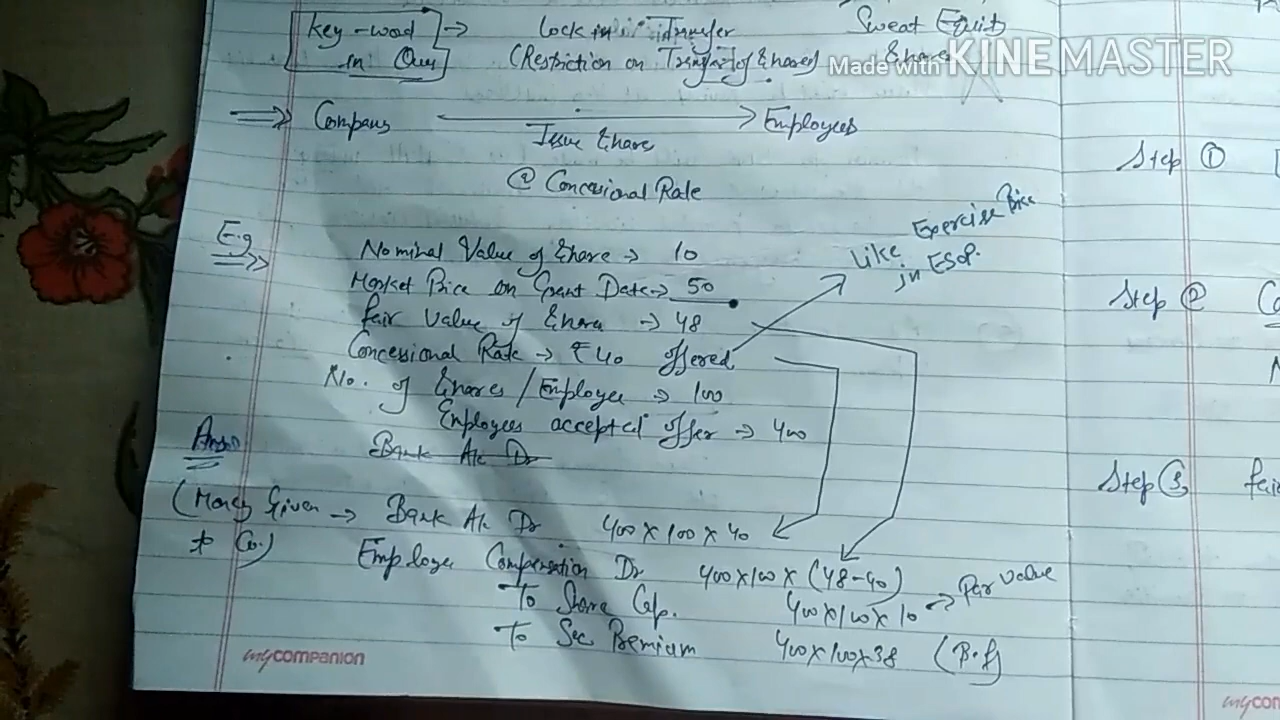 Key-word → Lock in Transfer Sweat Equity
in Ques (Restriction on Transfer of Shares) Shares
Made with KINEMASTER
⇒ Company → Employees
Issue Share
@ Concesional Rate
Step ①
Like Exercise Price
in ESOP.
E.g
Nominal Value of Share → 10
Market Price on Grant Date → 50
Step ②
fair Value of Share → 48
Concessional Rate → ₹40 offered
No. of Shares / Employee → 100
Employees accepted offer → 400
Ans
Bank A/c Dr
Step ③
(Money Given → Bank A/c Dr 400×100×40
to Co.) Employee Compensation Dr 400×100×(48-40)
To Share Cap. 400×100×10 → Par Value
To Sec Premium 400×100×38 (B.f)
mycompanion